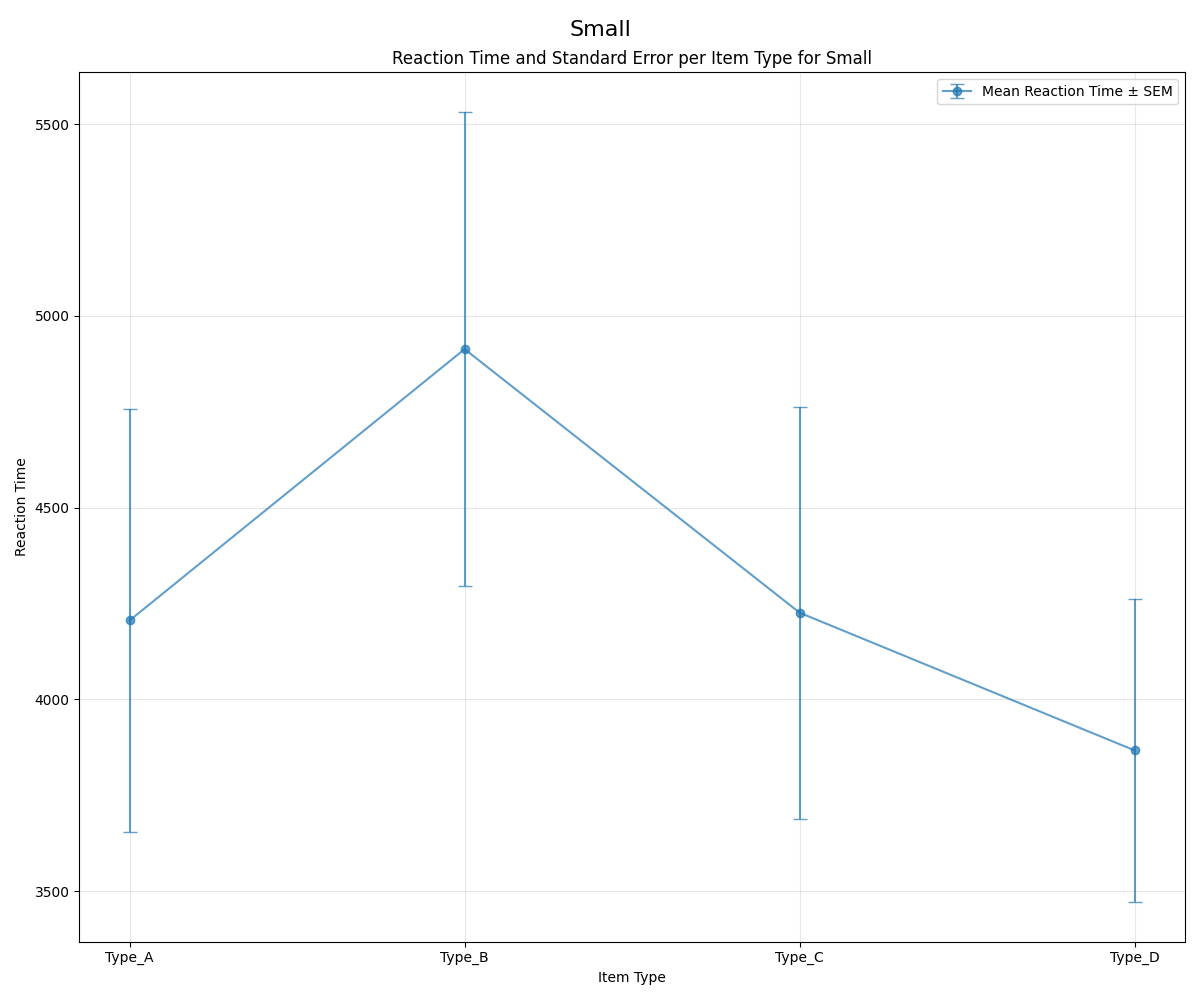 Small
Reaction Time and Standard Error per Item Type for Small
Mean Reaction Time ± SEM
5500
5000
4500
4000
3500
Reaction Time
Type_A Type_B Type_C Type_D
Item Type